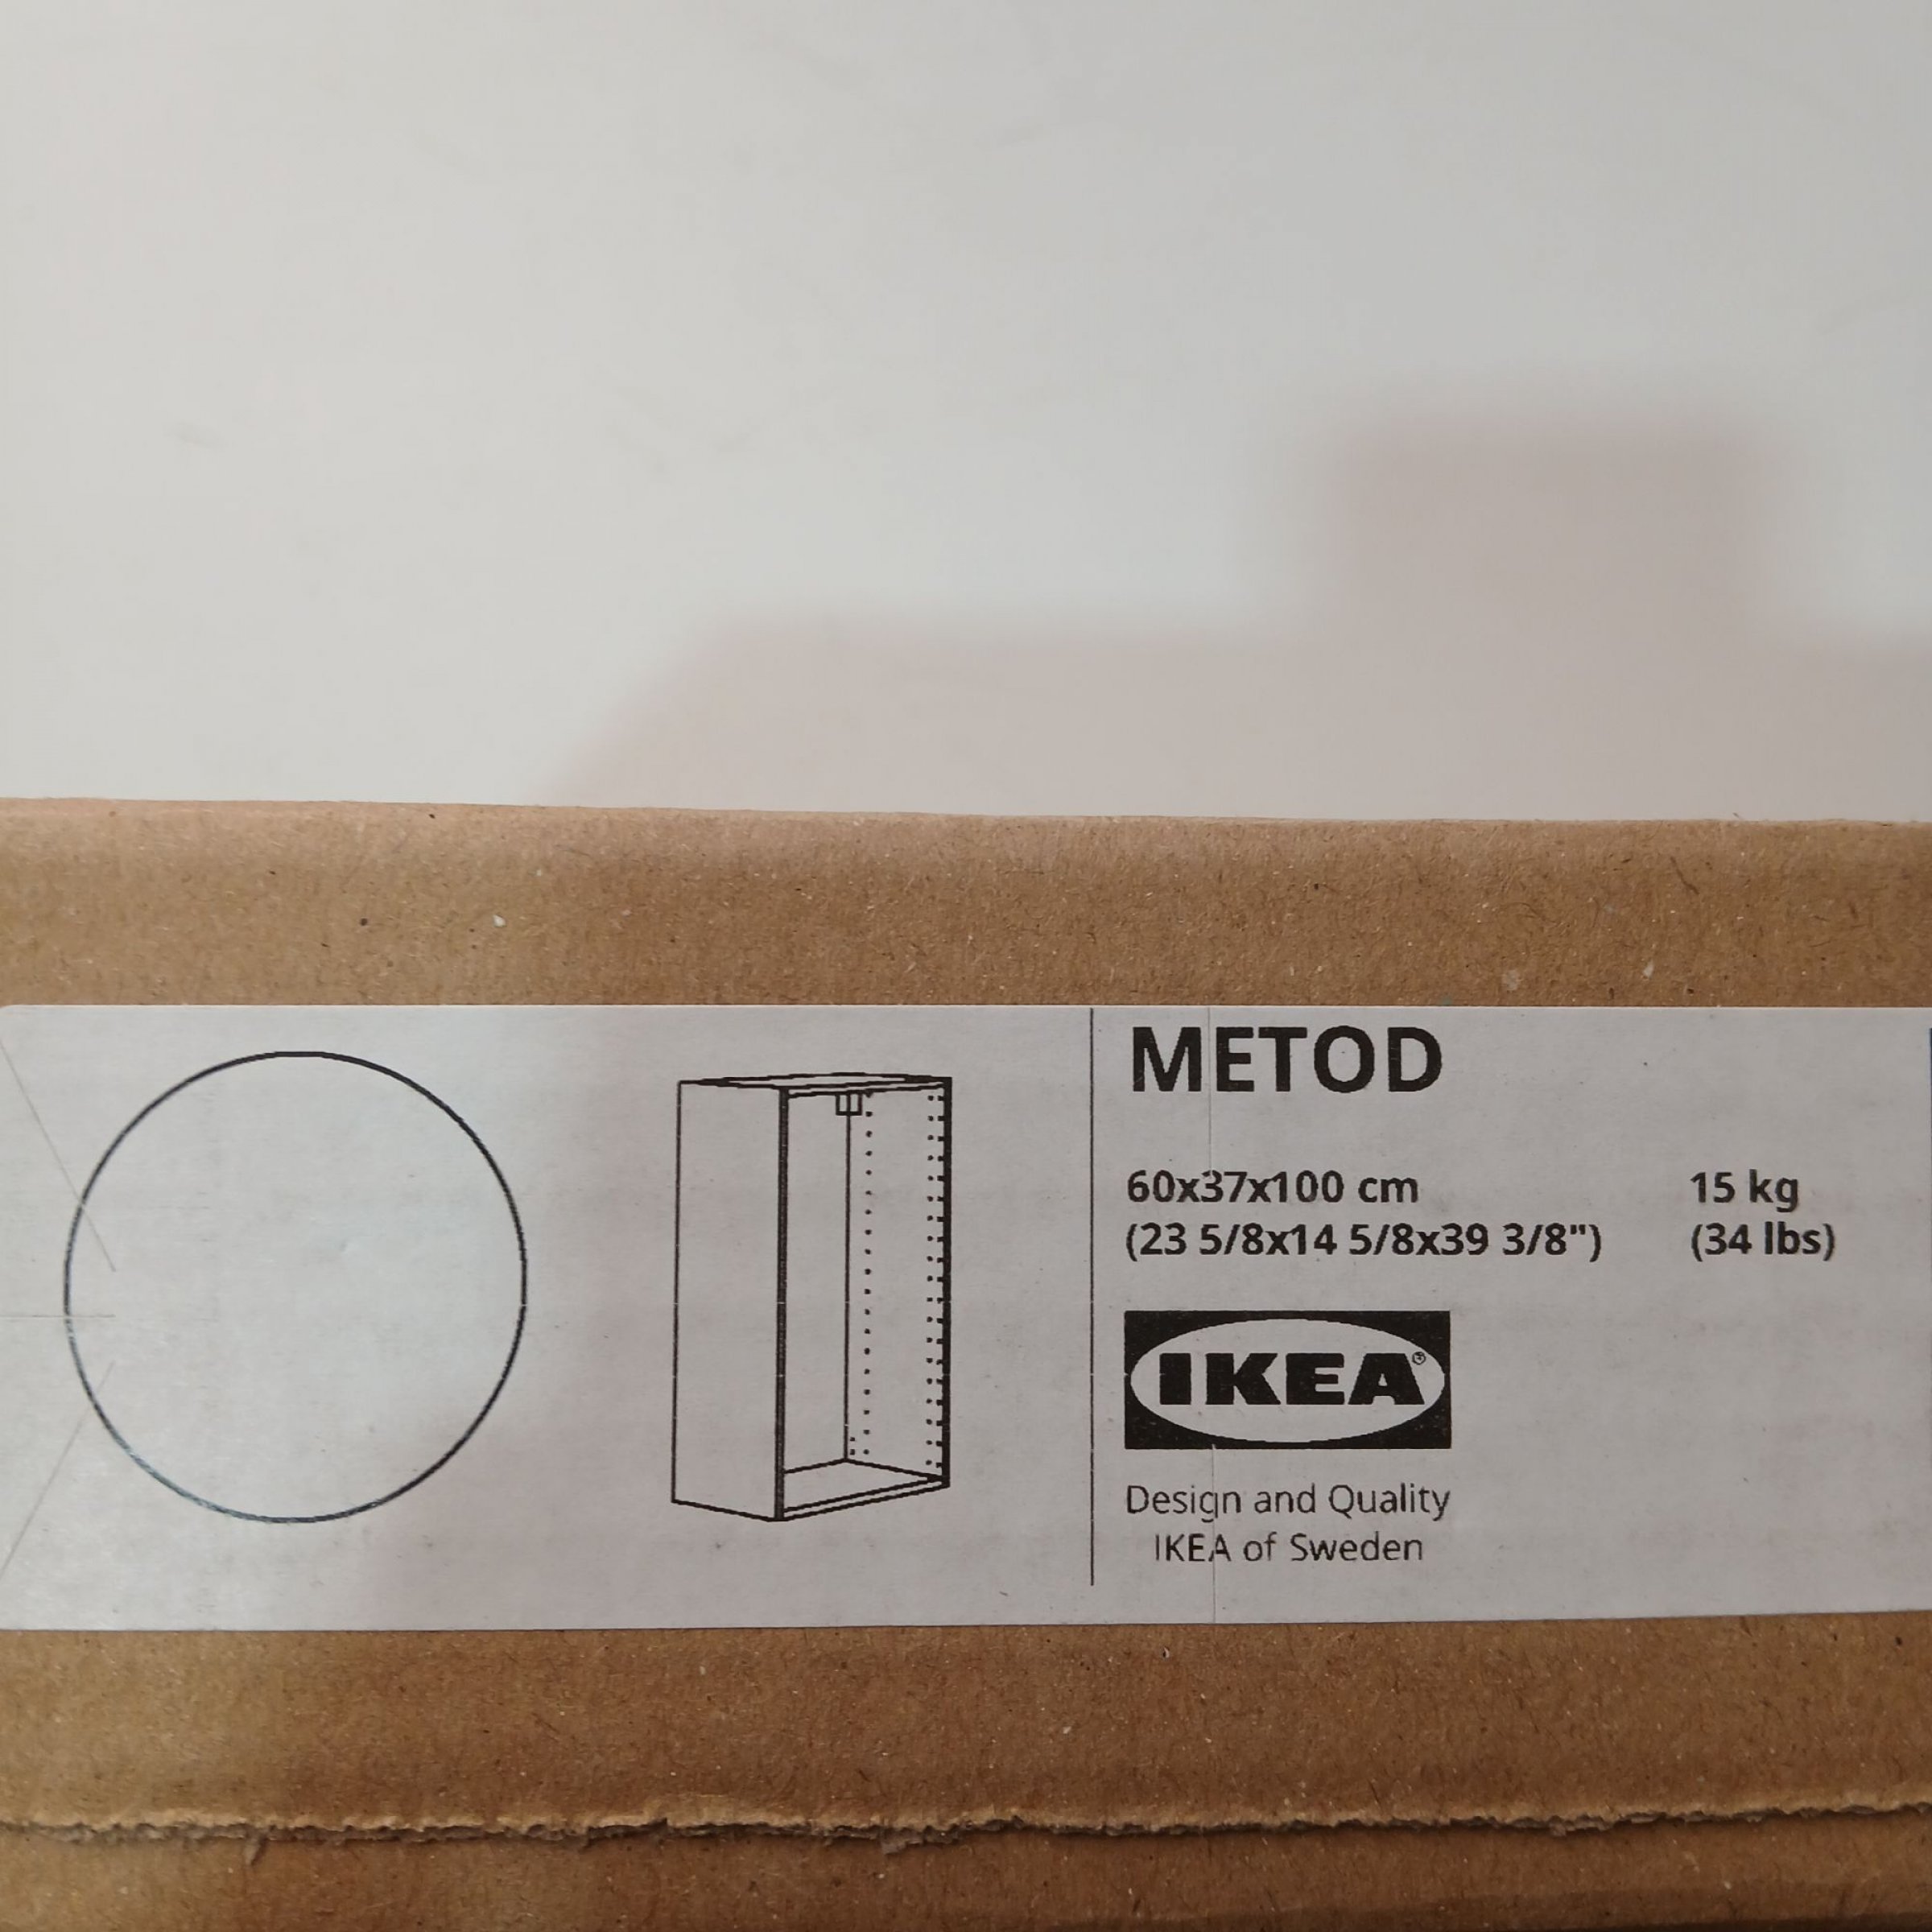 METOD
60x37x100 cm 15 kg
(23 5/8x14 5/8x39 3/8") (34 lbs)
IKEA®
Design and Quality
IKEA of Sweden